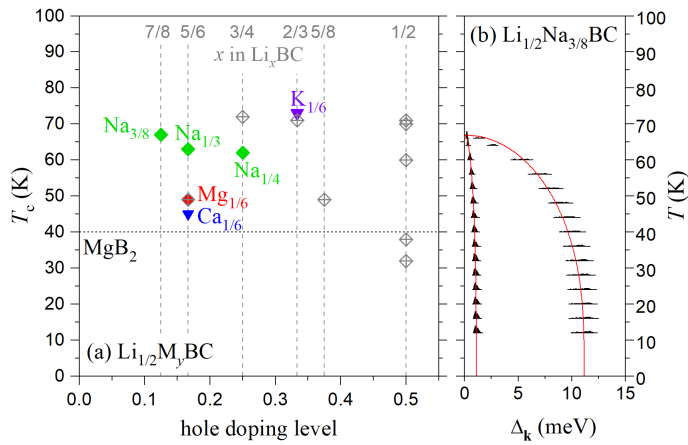 7/8 5/6 3/4 2/3 5/8 1/2
x in LiₓBC
K₁/₆
Na₃/₈ Na₁/₃
Na₁/₄
Mg₁/₆
Ca₁/₆
MgB₂
(a) Li₁/₂MᵧBC
100
90
80
70
60
50
40
30
20
10
0
T_c (K)
0.0 0.1 0.2 0.3 0.4 0.5
hole doping level
(b) Li₁/₂Na₃/₈BC
100
90
80
70
60
50
40
30
20
10
0
T (K)
0 5 10 15
Δ_k (meV)